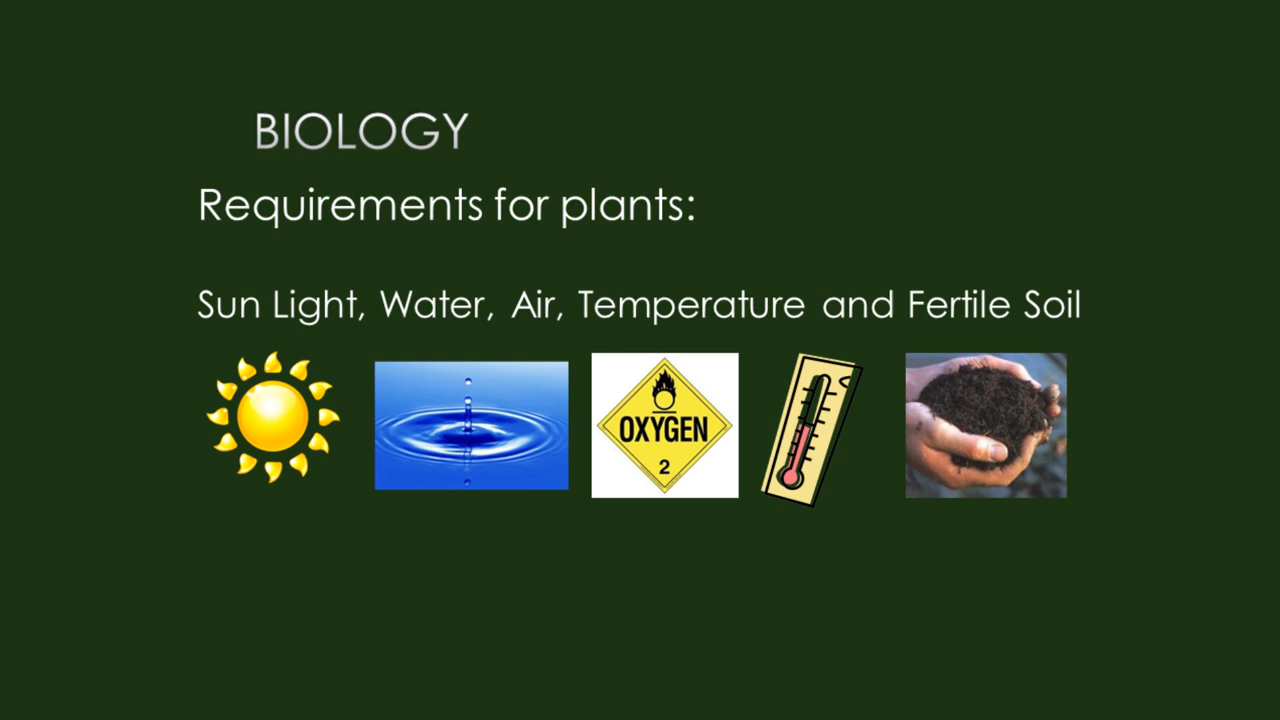 BIOLOGY
Requirements for plants:
Sun Light, Water, Air, Temperature and Fertile Soil
OXYGEN
2